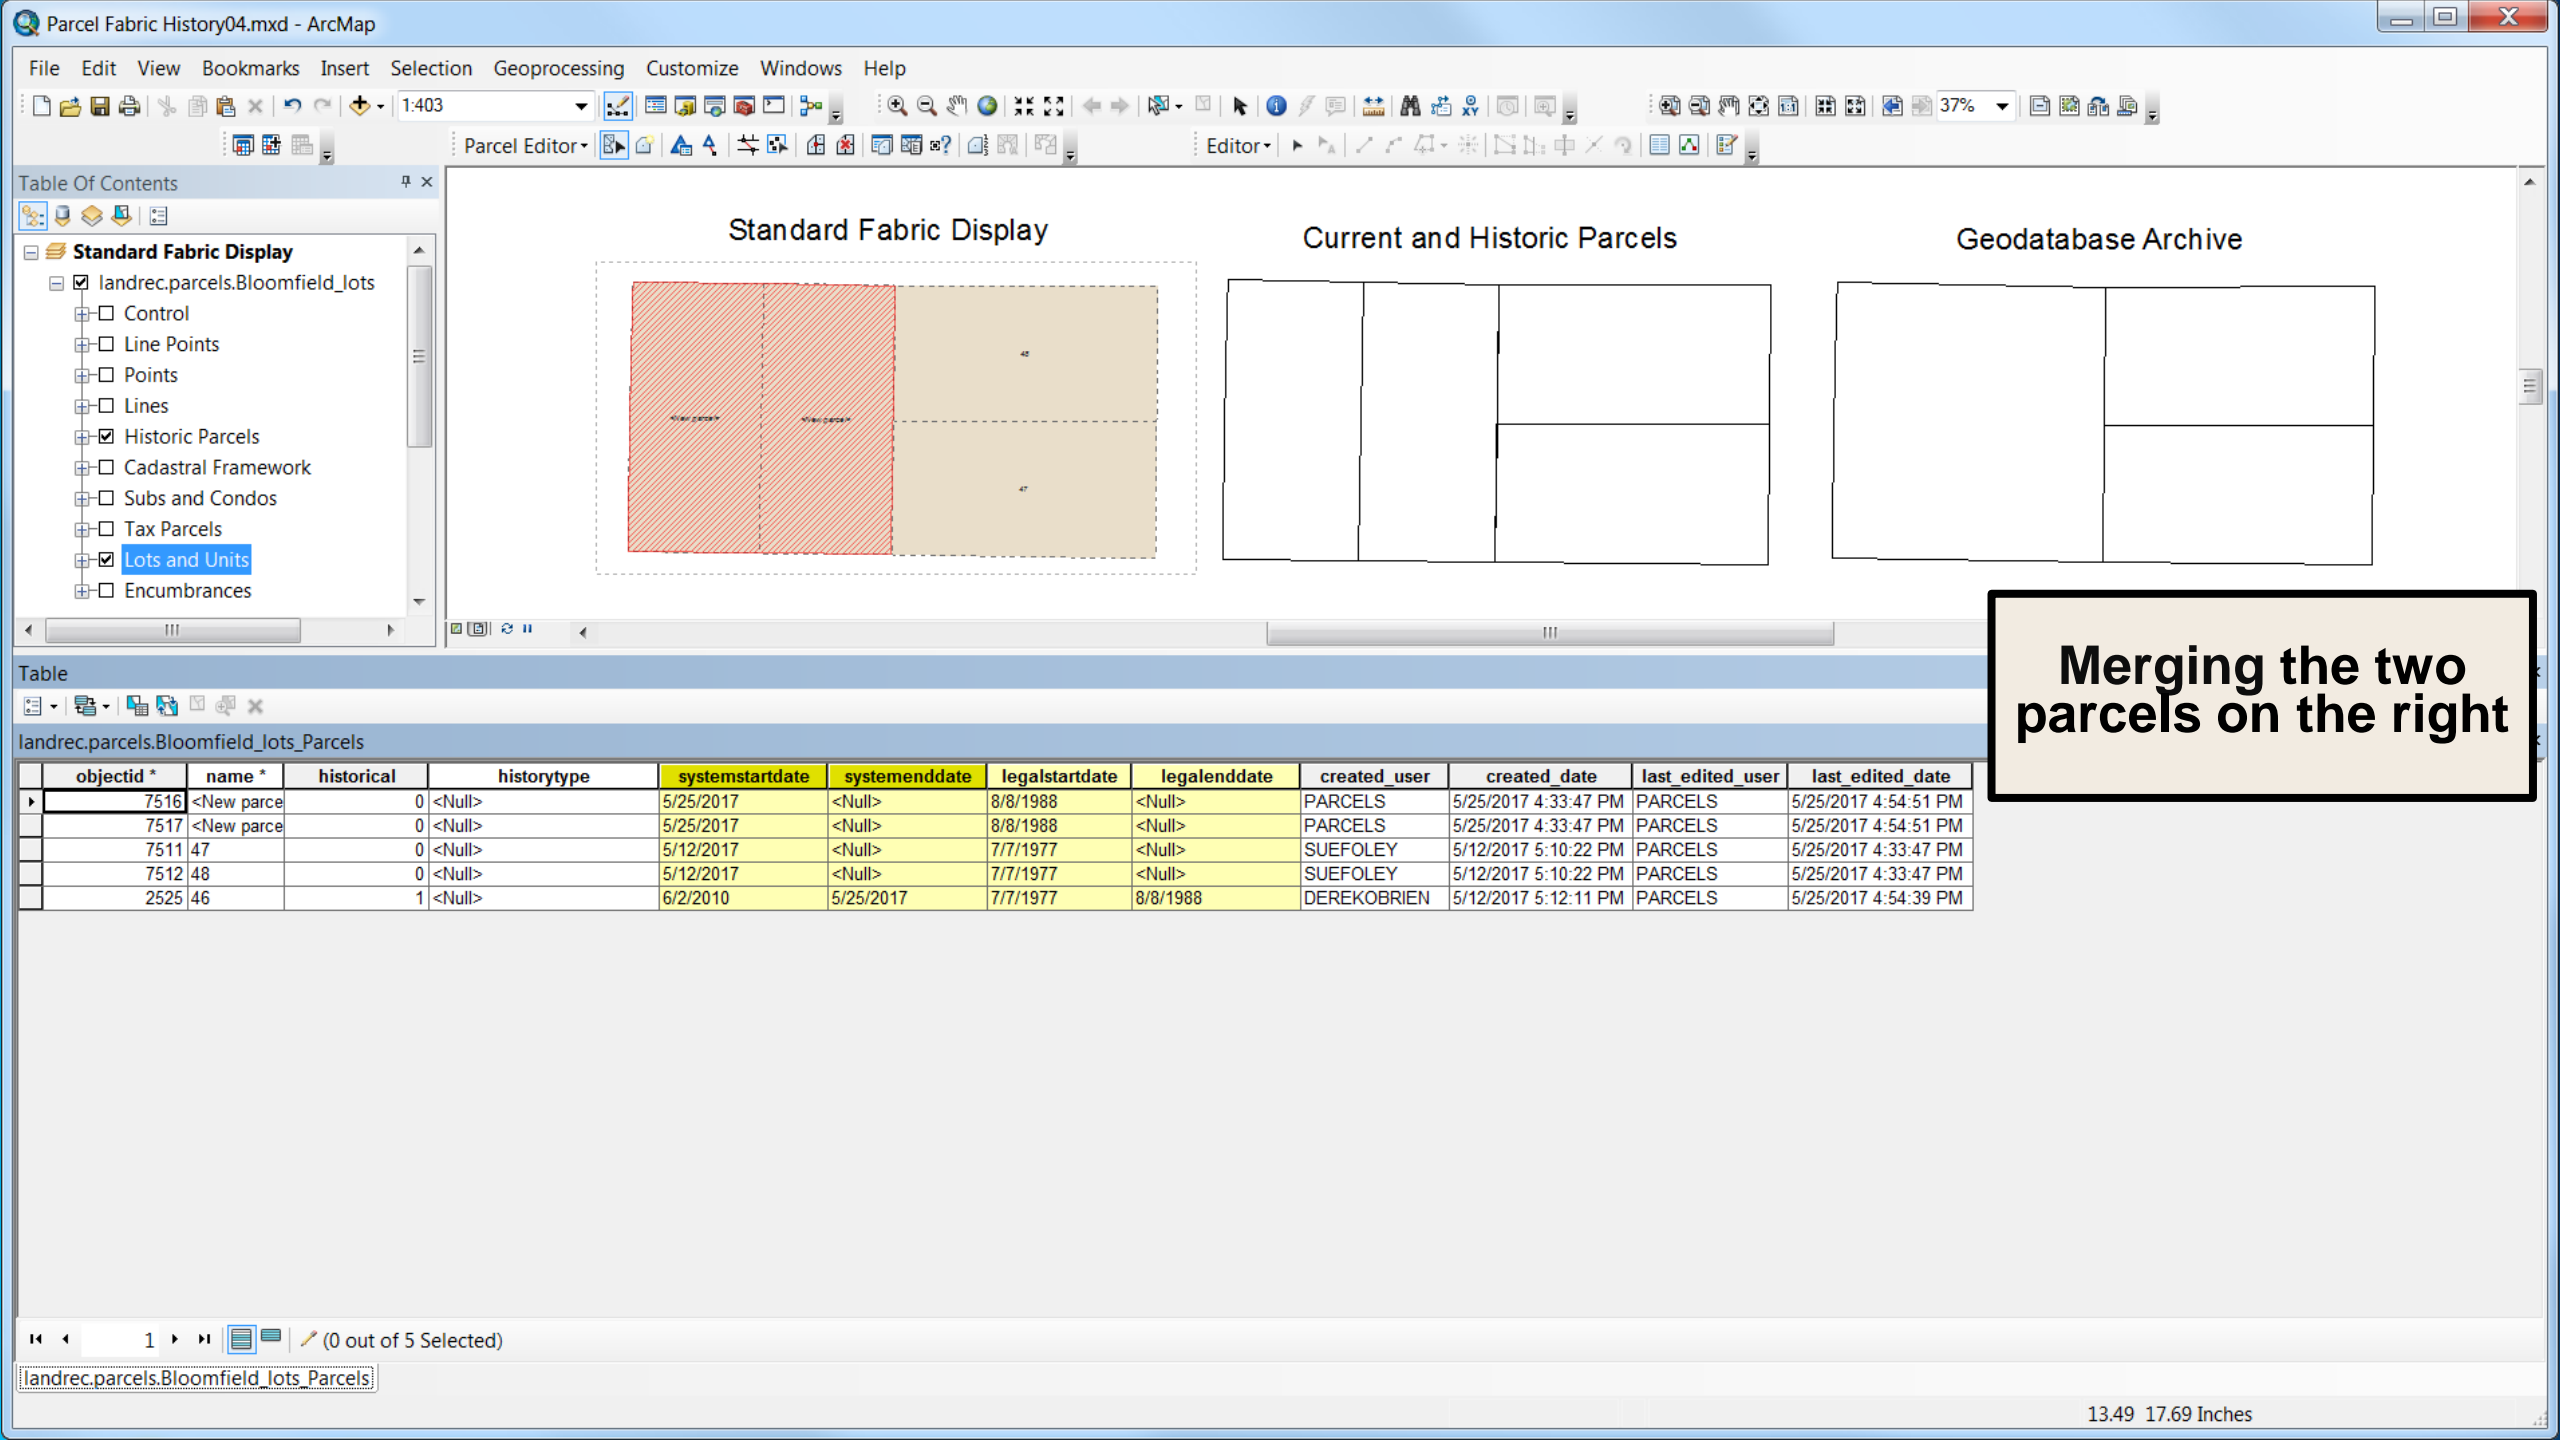 Parcel Fabric History04.mxd - ArcMap
File Edit View Bookmarks Insert Selection Geoprocessing Customize Windows Help
1:403
37%
Parcel Editor
Editor
Table Of Contents
Standard Fabric Display
landrec.parcels.Bloomfield_lots
Control
Line Points
Points
Lines
Historic Parcels
Cadastral Framework
Subs and Condos
Tax Parcels
Lots and Units
Encumbrances
Standard Fabric Display
Current and Historic Parcels
Geodatabase Archive
48
<New parcel> <New parcel>
47
Merging the two
parcels on the right
Table
landrec.parcels.Bloomfield_lots_Parcels
objectid * name * historical historytype systemstartdate systemenddate legalstartdate legalenddate created_user created_date last_edited_user last_edited_date
7516 <New parce 0 <Null> 5/25/2017 <Null> 8/8/1988 <Null> PARCELS 5/25/2017 4:33:47 PM PARCELS 5/25/2017 4:54:51 PM
7517 <New parce 0 <Null> 5/25/2017 <Null> 8/8/1988 <Null> PARCELS 5/25/2017 4:33:47 PM PARCELS 5/25/2017 4:54:51 PM
7511 47 0 <Null> 5/12/2017 <Null> 7/7/1977 <Null> SUEFOLEY 5/12/2017 5:10:22 PM PARCELS 5/25/2017 4:33:47 PM
7512 48 0 <Null> 5/12/2017 <Null> 7/7/1977 <Null> SUEFOLEY 5/12/2017 5:10:22 PM PARCELS 5/25/2017 4:33:47 PM
2525 46 1 <Null> 6/2/2010 5/25/2017 7/7/1977 8/8/1988 DEREKOBRIEN 5/12/2017 5:12:11 PM PARCELS 5/25/2017 4:54:39 PM
1
(0 out of 5 Selected)
landrec.parcels.Bloomfield_lots_Parcels
13.49 17.69 Inches